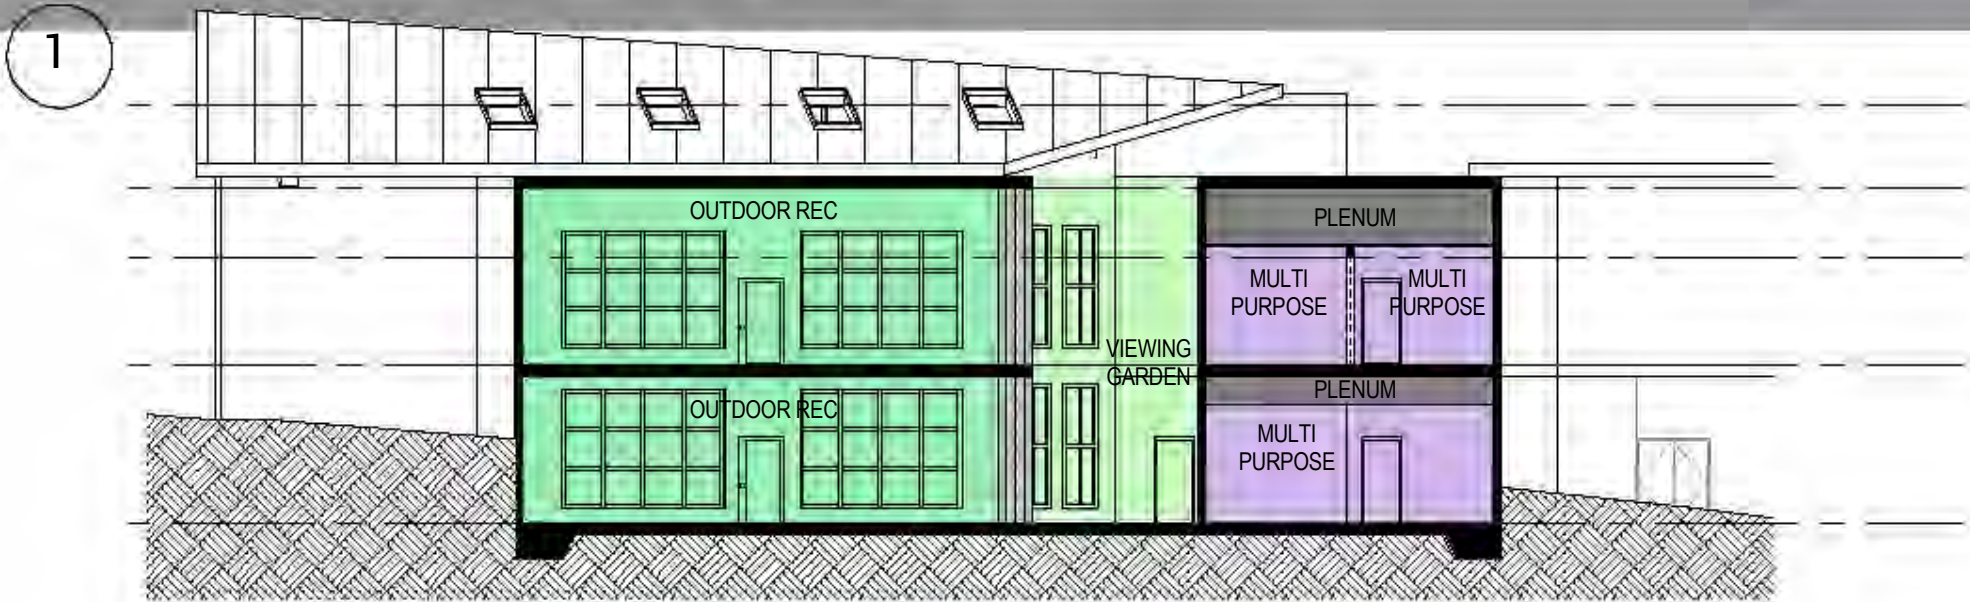 1
OUTDOOR REC
PLENUM
MULTI
PURPOSE
MULTI
PURPOSE
VIEWING
GARDEN
PLENUM
OUTDOOR REC
MULTI
PURPOSE